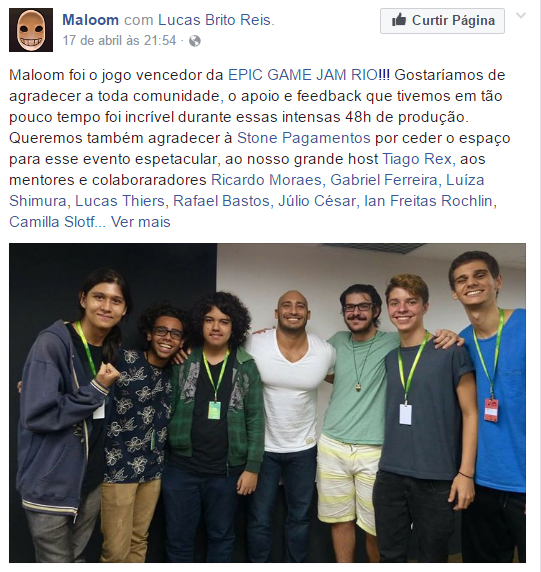 Maloom com Lucas Brito Reis.
Curtir Página
17 de abril às 21:54 ·
Maloom foi o jogo vencedor da EPIC GAME JAM RIO!!! Gostaríamos de
agradecer a toda comunidade, o apoio e feedback que tivemos em tão
pouco tempo foi incrível durante essas intensas 48h de produção.
Queremos também agradecer à Stone Pagamentos por ceder o espaço
para esse evento espetacular, ao nosso grande host Tiago Rex, aos
mentores e colaboraradores Ricardo Moraes, Gabriel Ferreira, Luíza
Shimura, Lucas Thiers, Rafael Bastos, Júlio César, Ian Freitas Rochlin,
Camilla Slotf... Ver mais